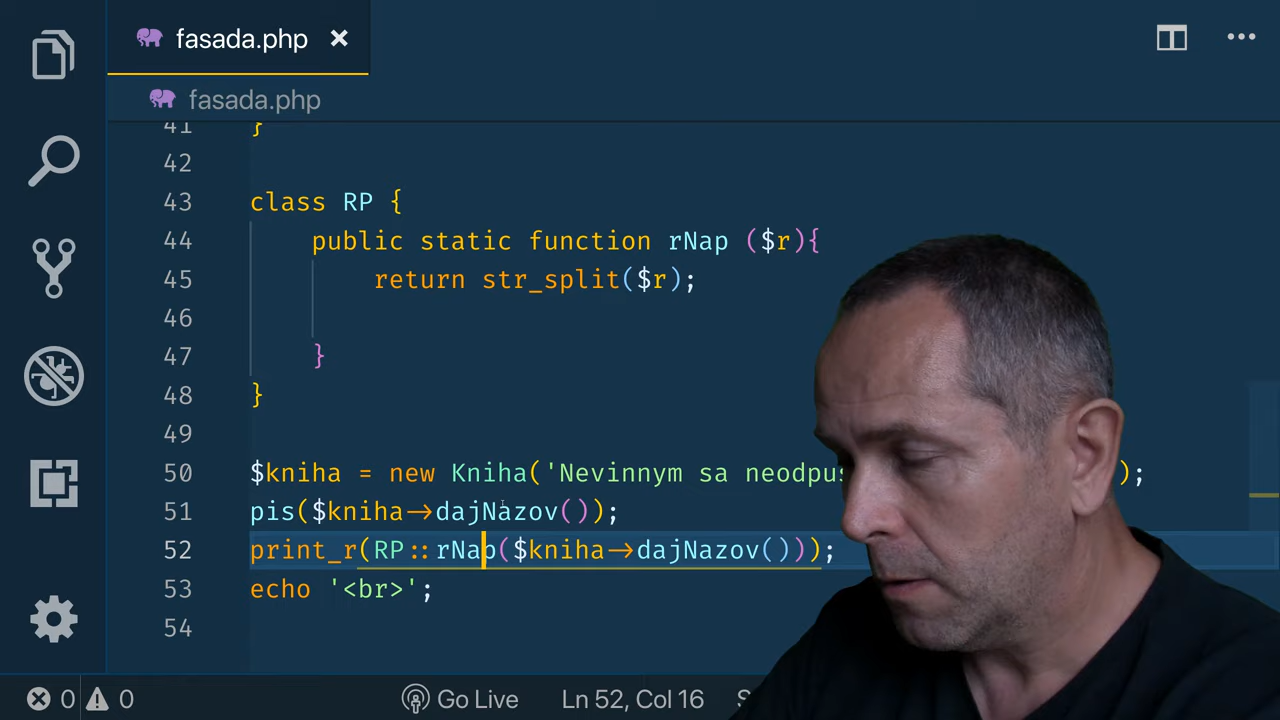 fasada.php
fasada.php
41 }
42
43 class RP {
44 public static function rNap ($r){
45 return str_split($r);
46
47 }
48 }
49
50 $kniha = new Kniha('Nevinnym sa );
51 pis($kniha->dajNazov());
52 print_r(RP::rNap($kniha->dajNazov()));
53 echo '<br>';
54
0 0 Go Live Ln 52, Col 16